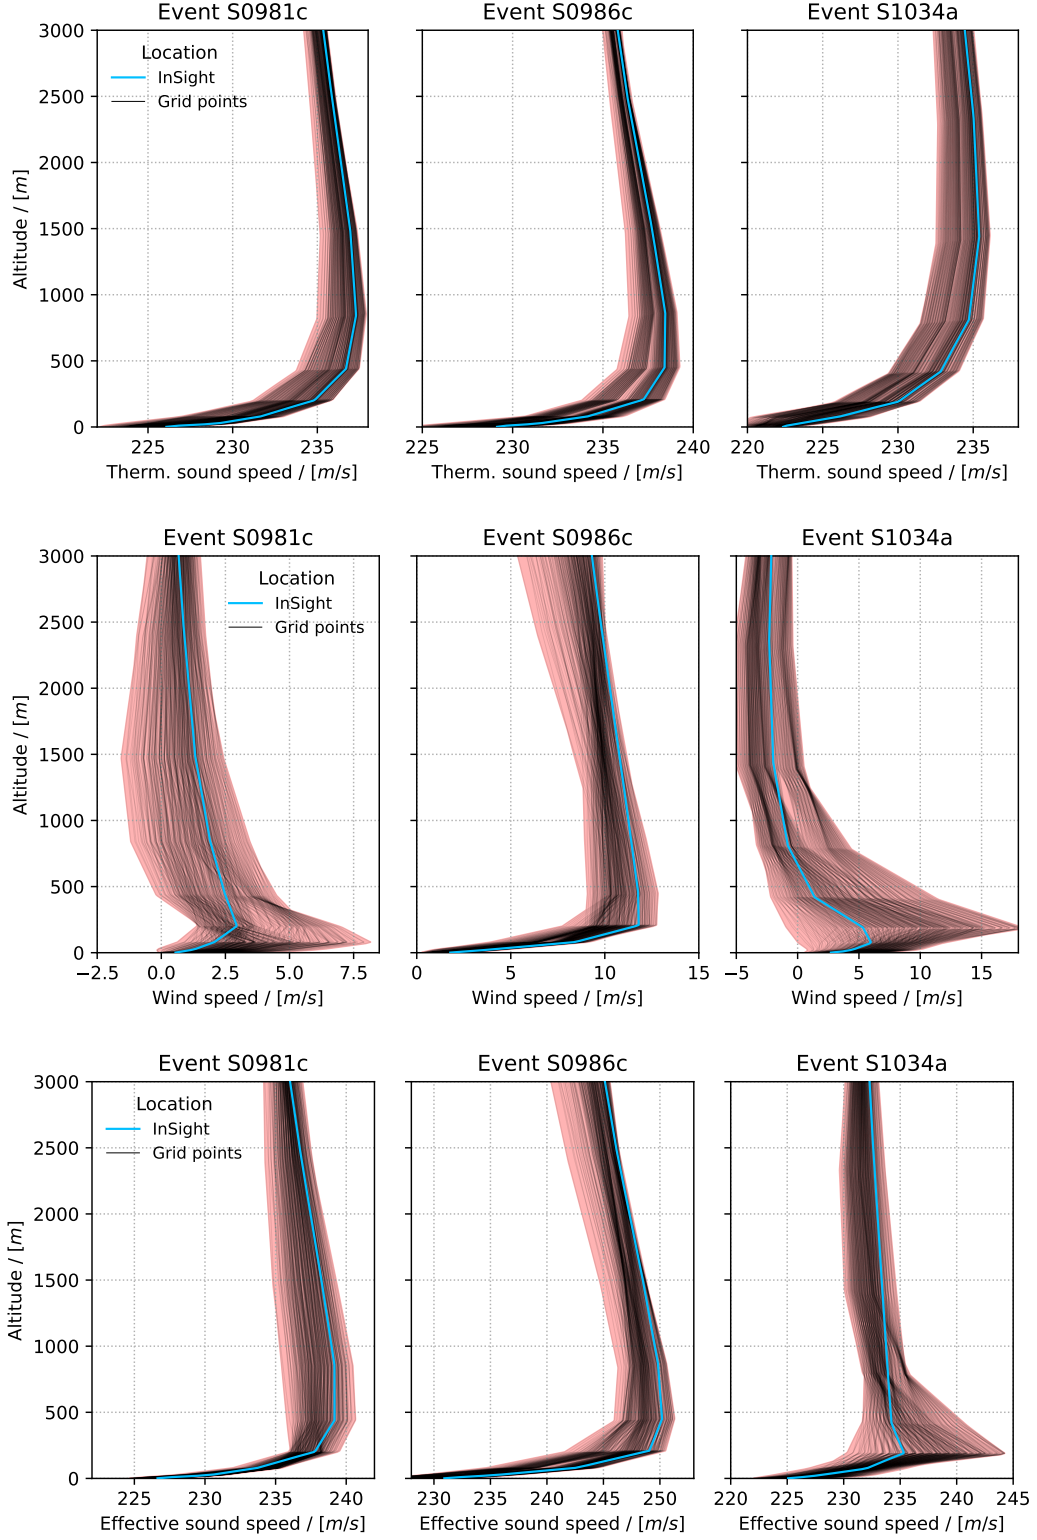 Event S0981c Event S0986c Event S1034a
3000
2500
2000
1500
1000
500
0
Altitude / [m]
Location
InSight
Grid points
225 230 235
225 230 235 240
220 225 230 235
Therm. sound speed / [m/s] Therm. sound speed / [m/s] Therm. sound speed / [m/s]
Event S0981c Event S0986c Event S1034a
3000
2500
2000
1500
1000
500
0
Altitude / [m]
Location
InSight
Grid points
−2.5 0.0 2.5 5.0 7.5
0 5 10 15
−5 0 5 10 15
Wind speed / [m/s] Wind speed / [m/s] Wind speed / [m/s]
Event S0981c Event S0986c Event S1034a
3000
2500
2000
1500
1000
500
0
Altitude / [m]
Location
InSight
Grid points
225 230 235 240
230 235 240 245 250
220 225 230 235 240 245
Effective sound speed / [m/s] Effective sound speed / [m/s] Effective sound speed / [m/s]